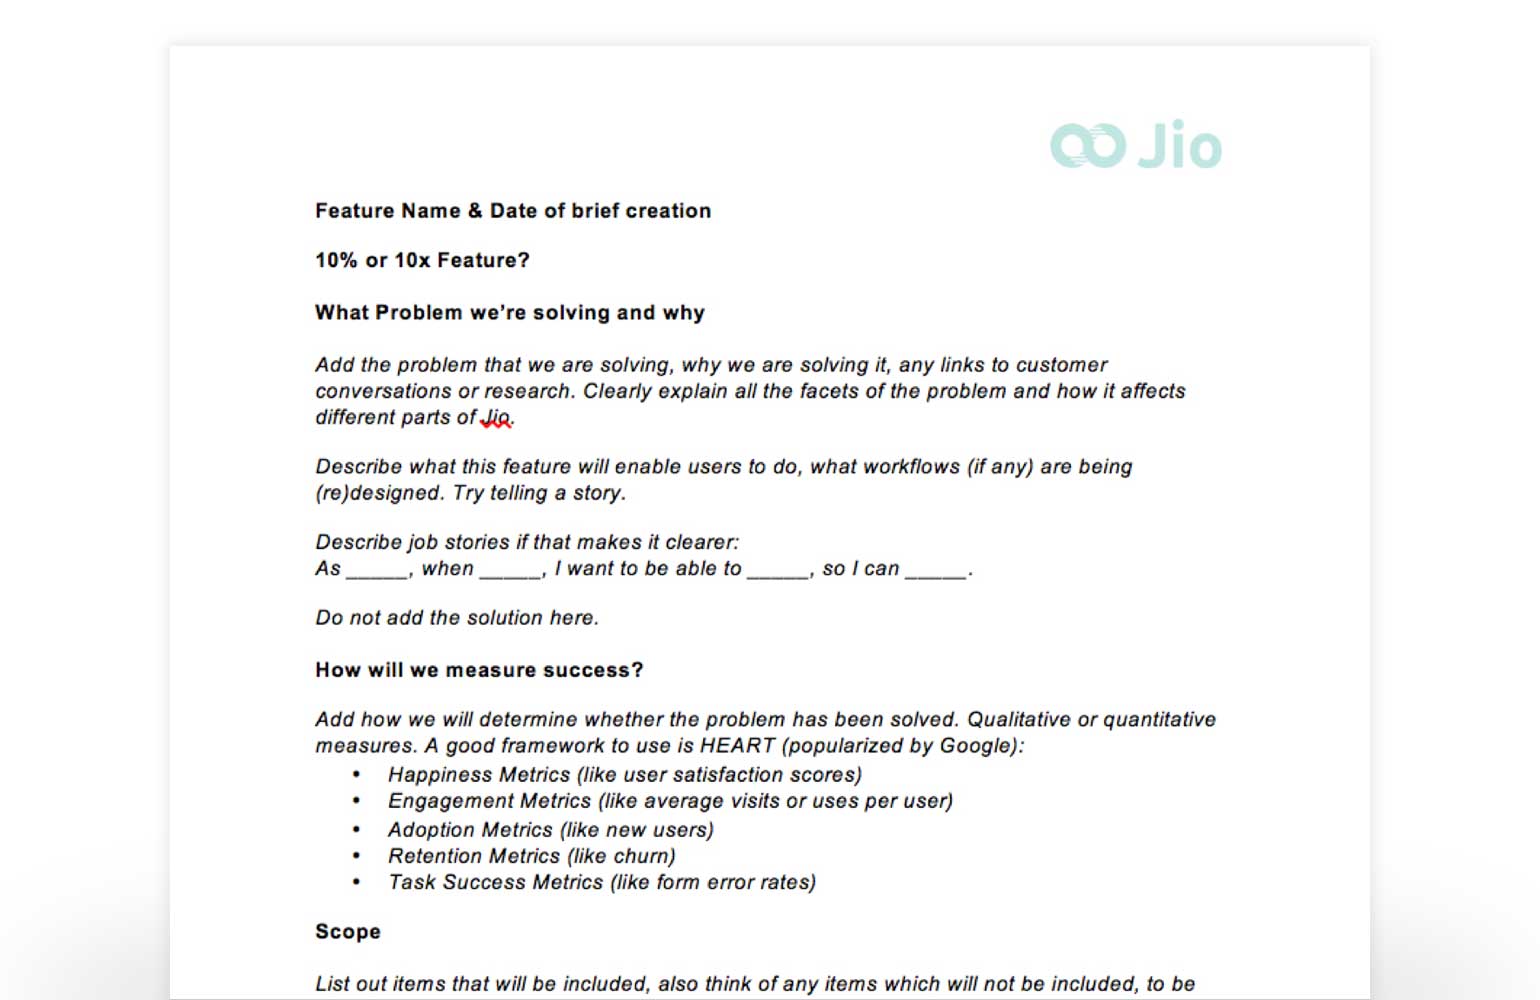 Jio
Feature Name & Date of brief creation
10% or 10x Feature?
What Problem we're solving and why
Add the problem that we are solving, why we are solving it, any links to customer
conversations or research. Clearly explain all the facets of the problem and how it affects
different parts of Jio.
Describe what this feature will enable users to do, what workflows (if any) are being
(re)designed. Try telling a story.
Describe job stories if that makes it clearer:
As _____, when _____, I want to be able to _____, so I can _____.
Do not add the solution here.
How will we measure success?
Add how we will determine whether the problem has been solved. Qualitative or quantitative
measures. A good framework to use is HEART (popularized by Google):
• Happiness Metrics (like user satisfaction scores)
• Engagement Metrics (like average visits or uses per user)
• Adoption Metrics (like new users)
• Retention Metrics (like churn)
• Task Success Metrics (like form error rates)
Scope
List out items that will be included, also think of any items which will not be included, to be